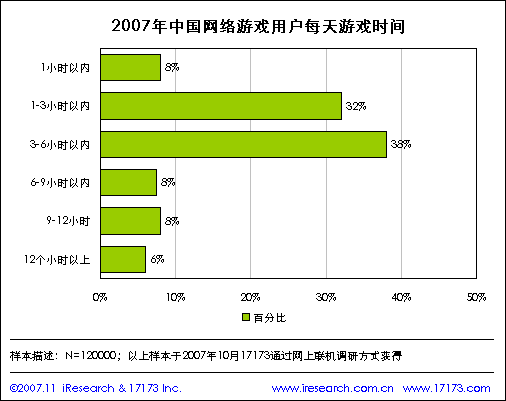 2007年中国网络游戏用户每天游戏时间
1小时以内 8%
1-3小时以内 32%
3-6小时以内 38%
6-9小时以内 8%
9-12小时 8%
12个小时以上 6%
0% 10% 20% 30% 40% 50%
百分比
样本描述：N=120000；以上样本于2007年10月17173通过网上联机调研方式获得
©2007.11 iResearch & 17173 Inc. www.iresearch.com.cn www.17173.com